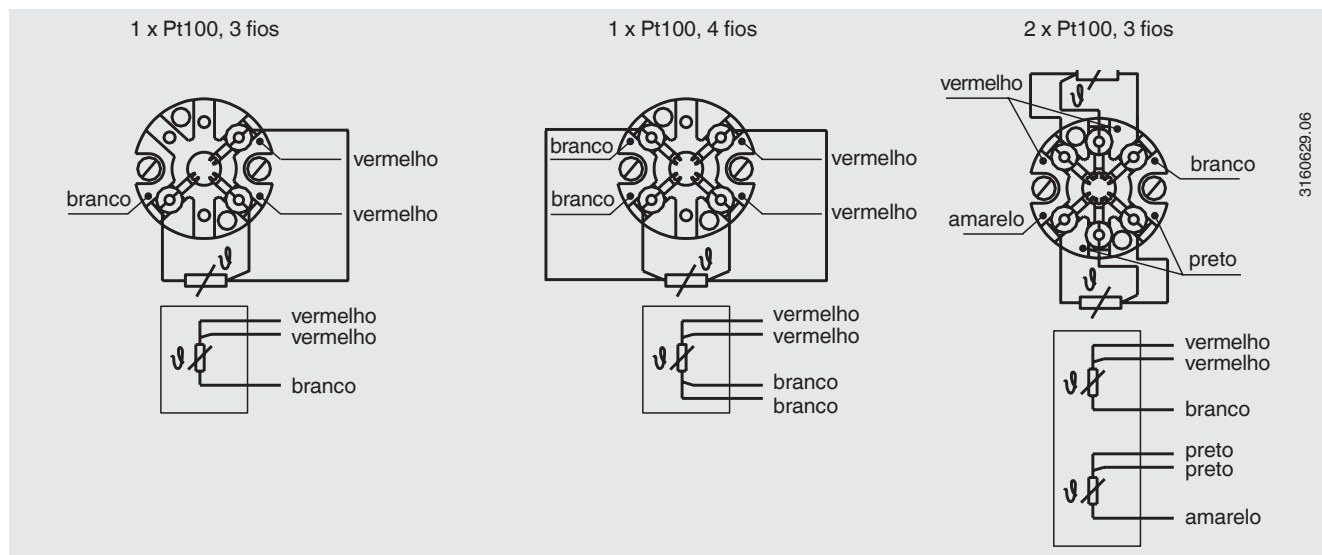 1 x Pt100, 3 fios
vermelho
branco
vermelho
ϑ
vermelho
vermelho
ϑ
branco
1 x Pt100, 4 fios
branco
vermelho
branco
vermelho
ϑ
vermelho
vermelho
ϑ
branco
branco
2 x Pt100, 3 fios
vermelho
ϑ
branco
amarelo
preto
ϑ
vermelho
vermelho
ϑ
branco
preto
preto
ϑ
amarelo
3160629.06